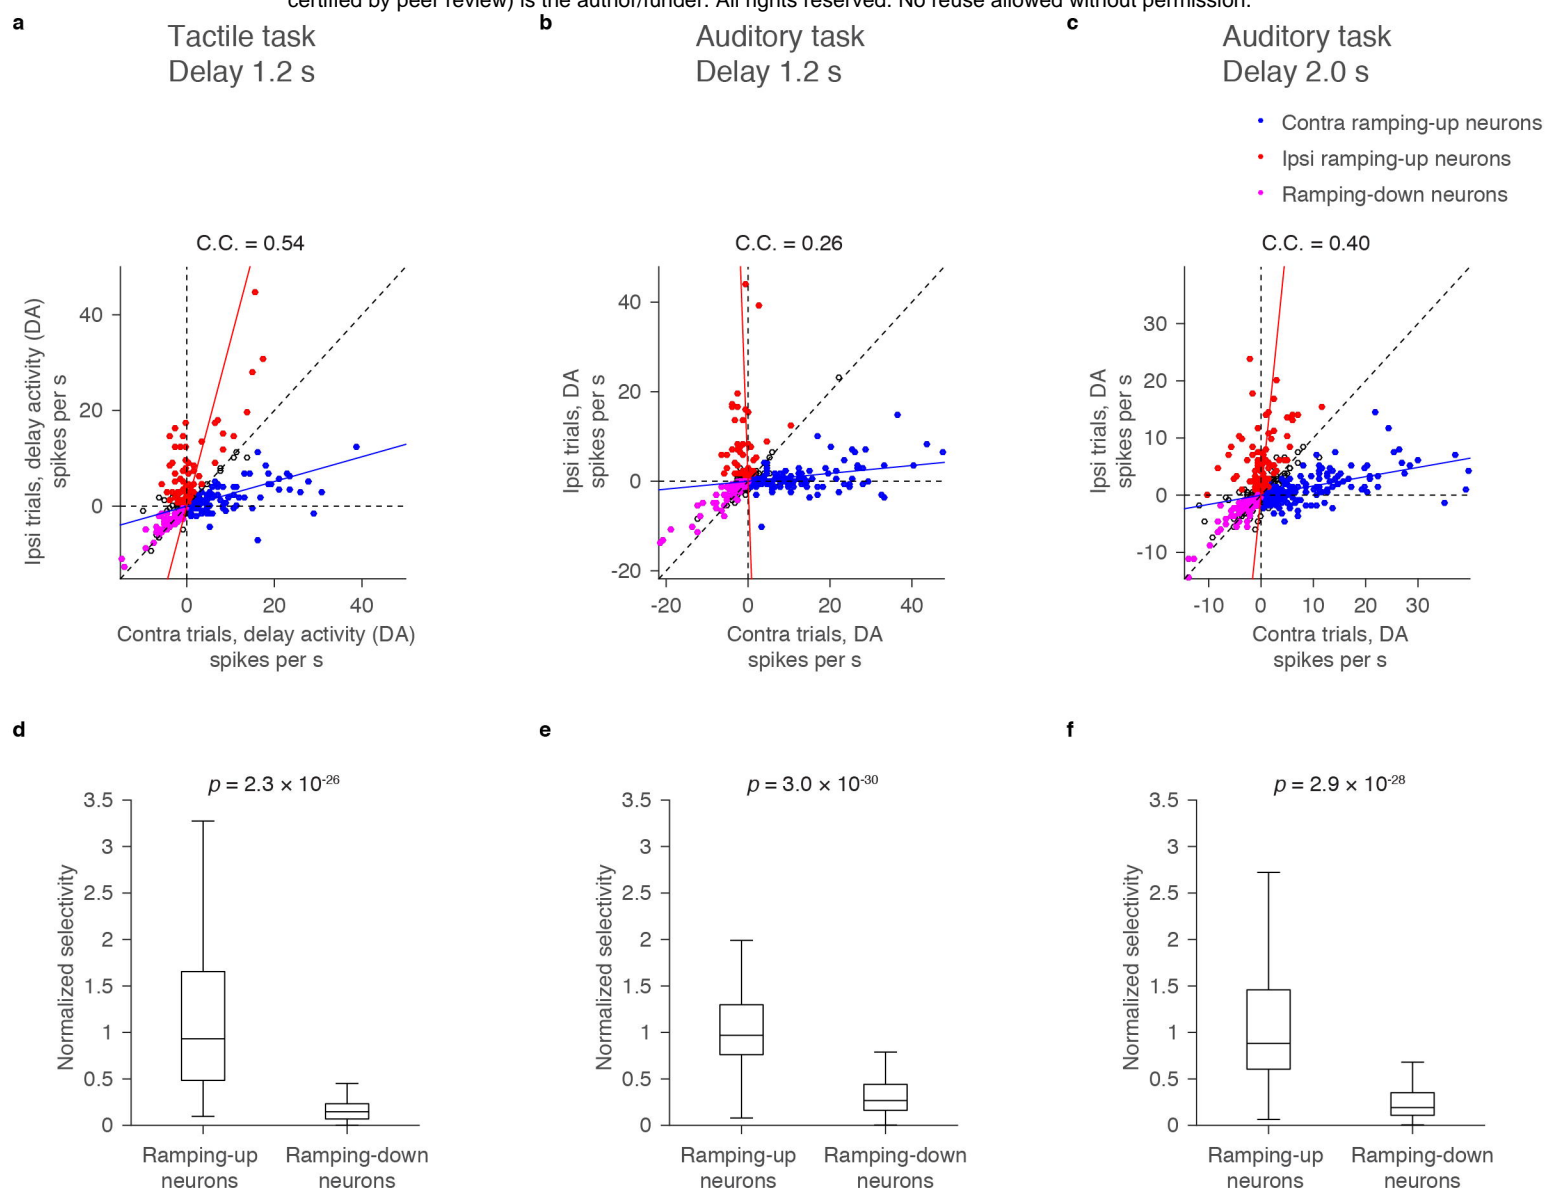 certified by peer review) is the author/funder. All rights reserved. No reuse allowed without permission.
a
Tactile task
Delay 1.2 s
b
Auditory task
Delay 1.2 s
c
Auditory task
Delay 2.0 s
Contra ramping-up neurons
Ipsi ramping-up neurons
Ramping-down neurons
C.C. = 0.54
Ipsi trials, delay activity (DA)
spikes per s
40
20
0
0 20 40
Contra trials, delay activity (DA)
spikes per s
C.C. = 0.26
Ipsi trials, DA
spikes per s
40
20
0
-20
-20 0 20 40
Contra trials, DA
spikes per s
C.C. = 0.40
Ipsi trials, DA
spikes per s
30
20
10
0
-10
-10 0 10 20 30
Contra trials, DA
spikes per s
d
p = 2.3 × 10-26
Normalized selectivity
3.5
3
2.5
2
1.5
1
0.5
0
Ramping-up Ramping-down
neurons neurons
e
p = 3.0 × 10-30
Normalized selectivity
3.5
3
2.5
2
1.5
1
0.5
0
Ramping-up Ramping-down
neurons neurons
f
p = 2.9 × 10-28
Normalized selectivity
3.5
3
2.5
2
1.5
1
0.5
0
Ramping-up Ramping-down
neurons neurons